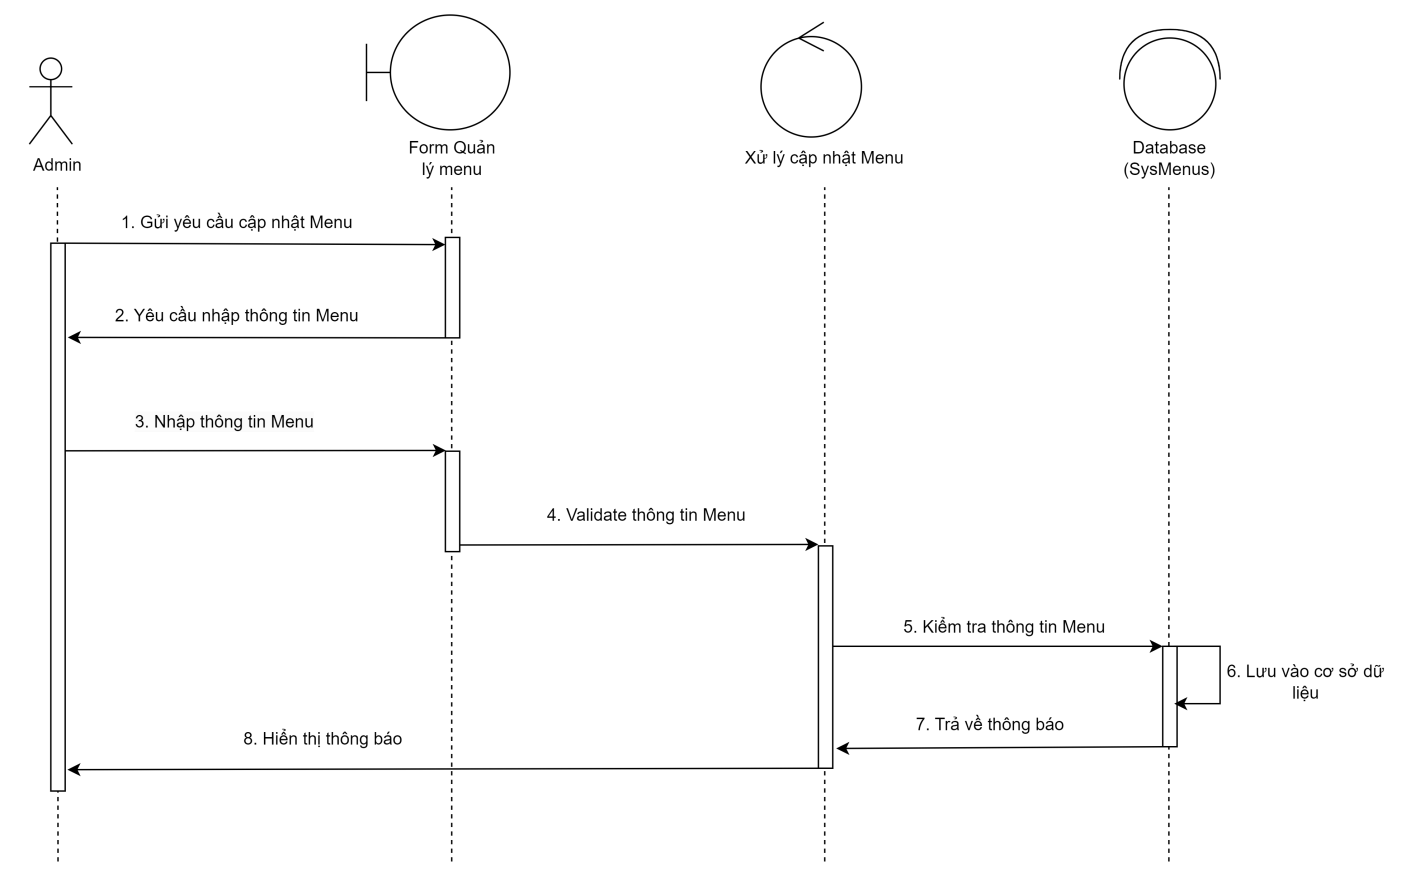 Admin
Form Quản
lý menu
Xử lý cập nhật Menu
Database
(SysMenus)
1. Gửi yêu cầu cập nhật Menu
2. Yêu cầu nhập thông tin Menu
3. Nhập thông tin Menu
4. Validate thông tin Menu
5. Kiểm tra thông tin Menu
6. Lưu vào cơ sở dữ
liệu
7. Trả về thông báo
8. Hiển thị thông báo